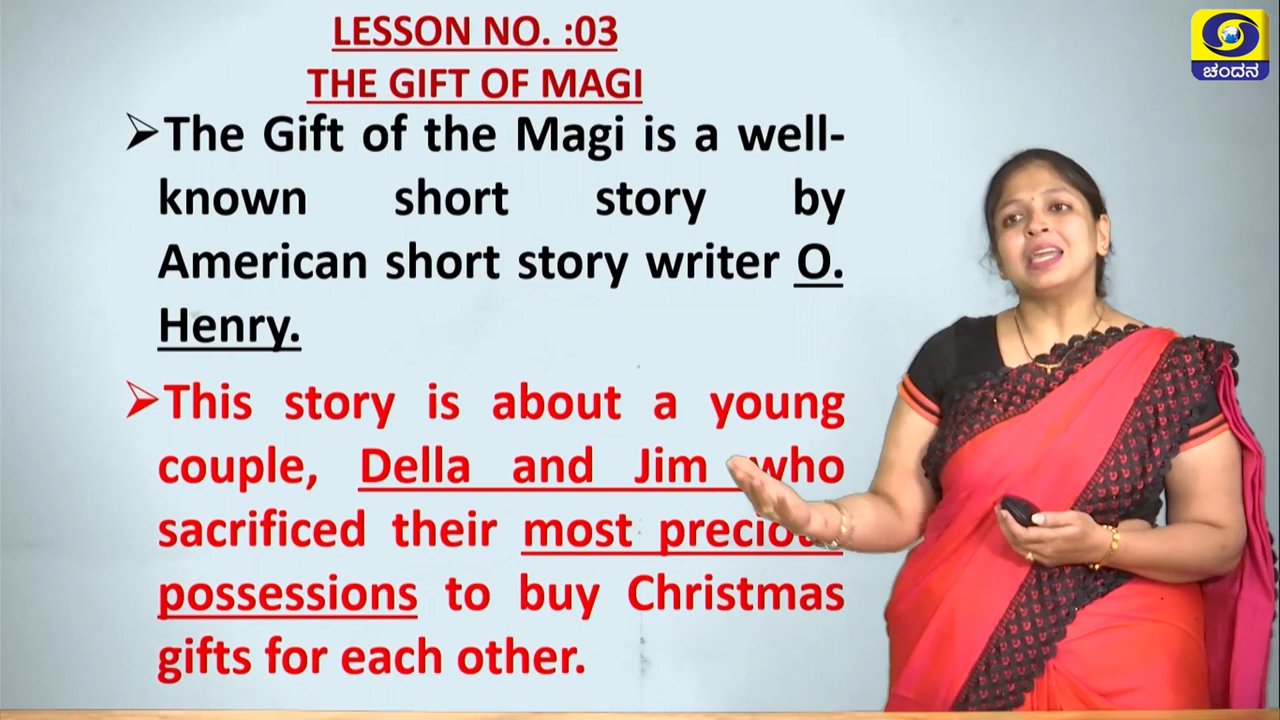 LESSON NO. :03
THE GIFT OF MAGI
ಚಂದನ
➢The Gift of the Magi is a well-
known short story by
American short story writer O.
Henry.
➢This story is about a young
couple, Della and Jim who
sacrificed their most precious
possessions to buy Christmas
gifts for each other.